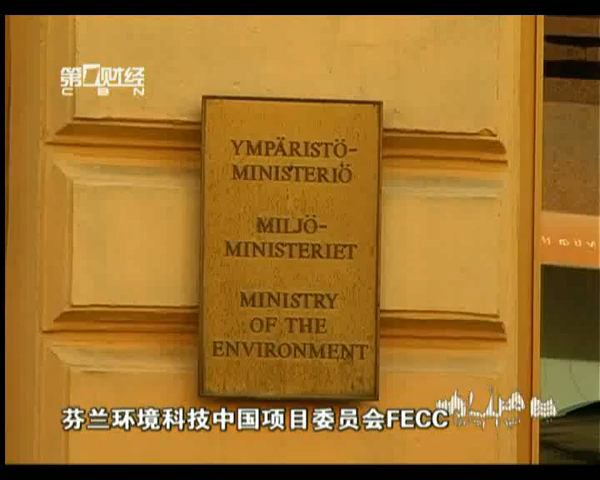 第一财经
CBN
YMPÄRISTÖ-
MINISTERIÖ
MILJÖ-
MINISTERIET
MINISTRY
OF THE
ENVIRONMENT
芬兰环境科技中国项目委员会FECC